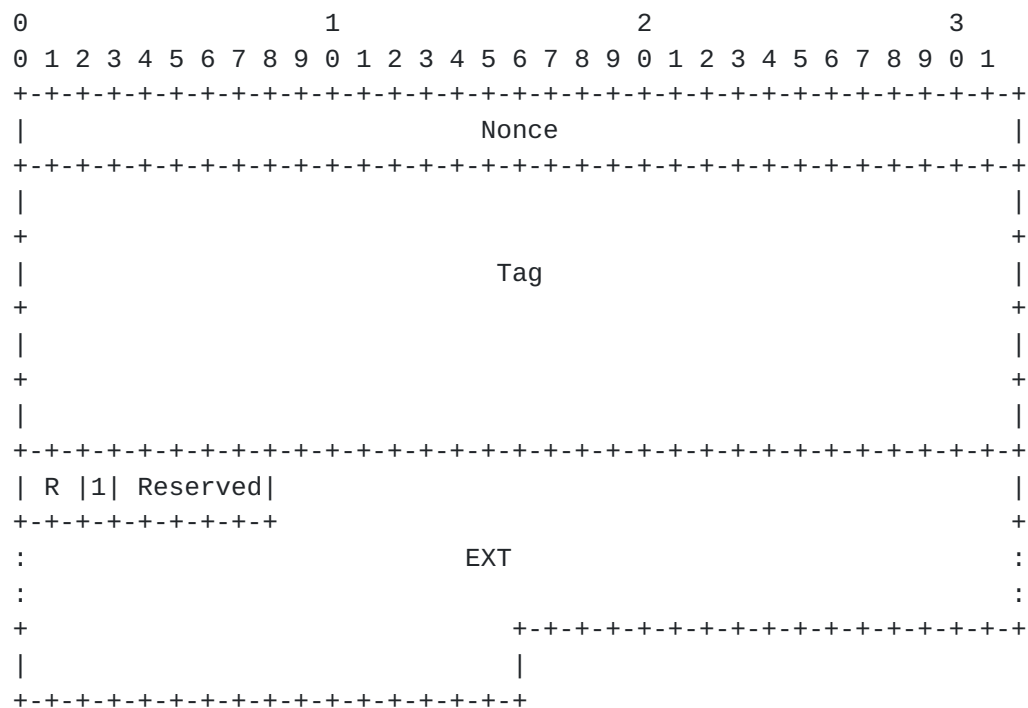 0                   1                   2                   3
0 1 2 3 4 5 6 7 8 9 0 1 2 3 4 5 6 7 8 9 0 1 2 3 4 5 6 7 8 9 0 1
+-+-+-+-+-+-+-+-+-+-+-+-+-+-+-+-+-+-+-+-+-+-+-+-+-+-+-+-+-+-+-+-+
|                             Nonce                             |
+-+-+-+-+-+-+-+-+-+-+-+-+-+-+-+-+-+-+-+-+-+-+-+-+-+-+-+-+-+-+-+-+
|                                                               |
+                                                               +
|                              Tag                              |
+                                                               +
|                                                               |
+                                                               +
|                                                               |
+-+-+-+-+-+-+-+-+-+-+-+-+-+-+-+-+-+-+-+-+-+-+-+-+-+-+-+-+-+-+-+-+
| R |1| Reserved|                                               |
+-+-+-+-+-+-+-+-+                                               +
:                            EXT                                :
:                                                               :
+                               +-+-+-+-+-+-+-+-+-+-+-+-+-+-+-+-+
|                               |
+-+-+-+-+-+-+-+-+-+-+-+-+-+-+-+-+